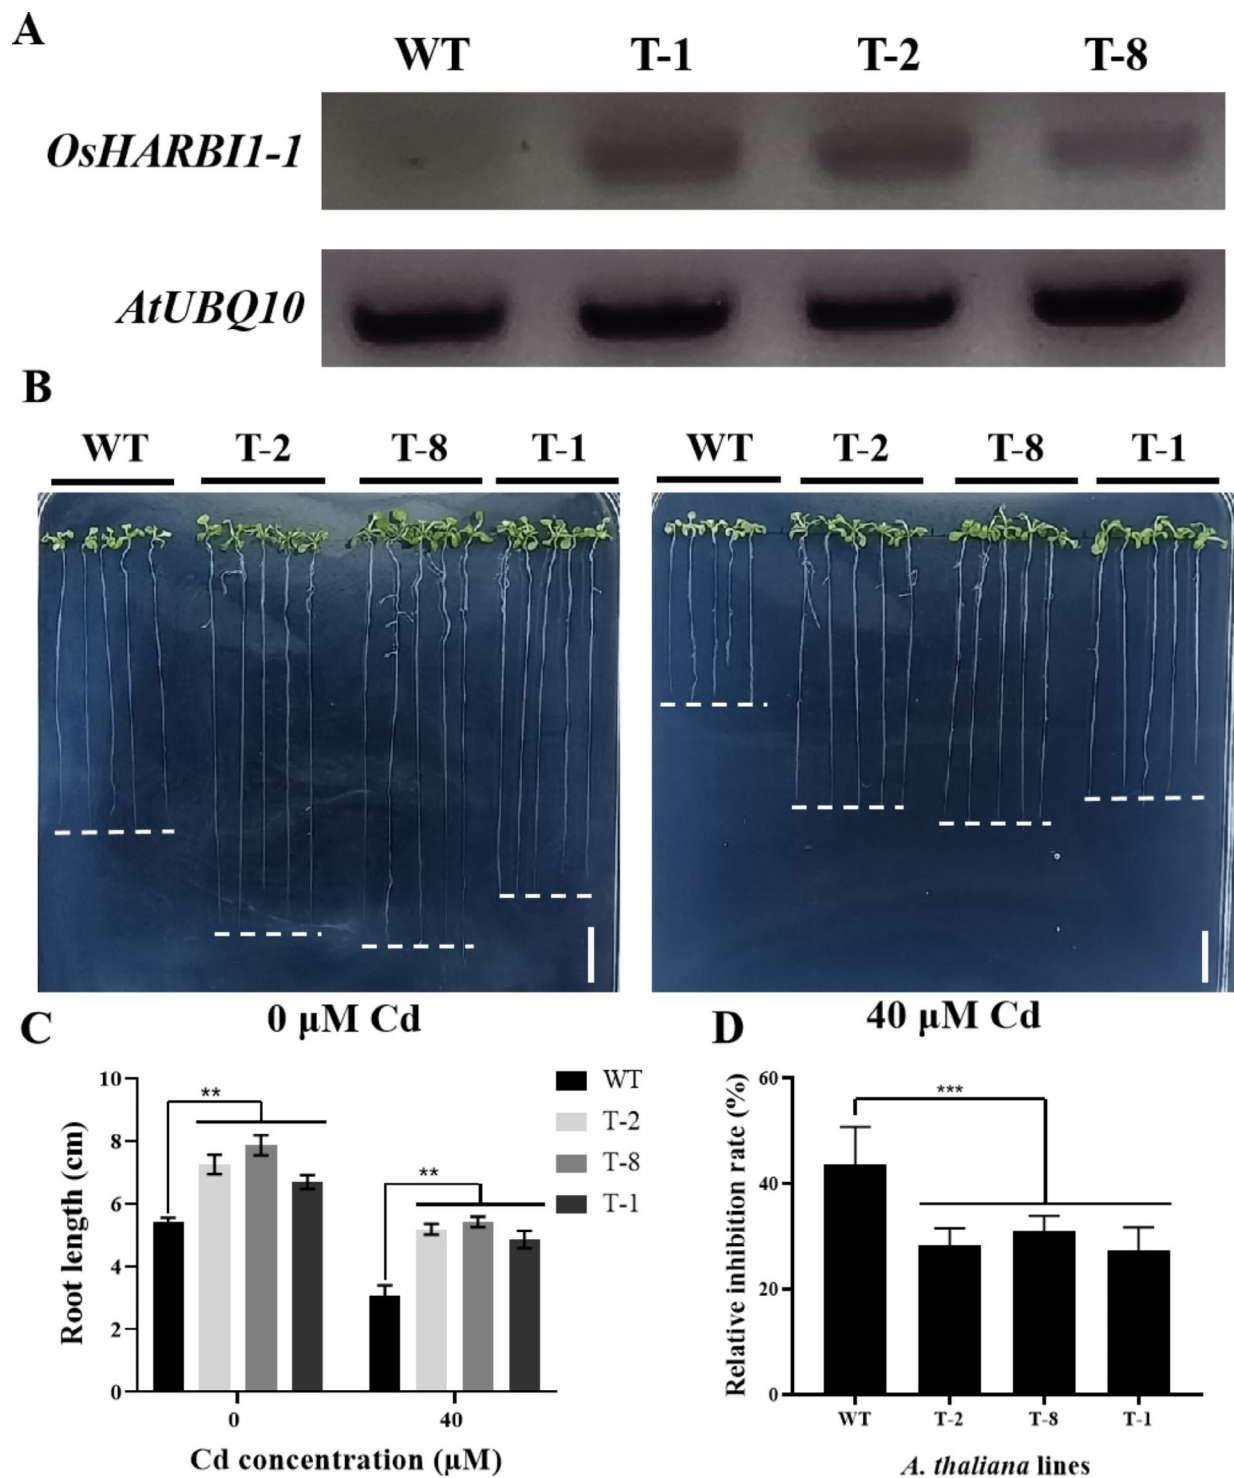 A
WT T-1 T-2 T-8
OsHARBI1-1
AtUBQ10
B
WT T-2 T-8 T-1 WT T-2 T-8 T-1
0 μM Cd 40 μM Cd
C
Root length (cm)
10
8
6
4
2
0
**
**
0 40
Cd concentration (μM)
WT
T-2
T-8
T-1
D
Relative inhibition rate (%)
60
40
20
0
***
WT T-2 T-8 T-1
A. thaliana lines